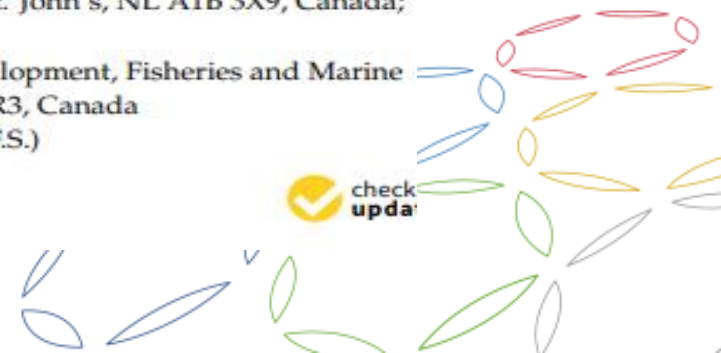 John's, NL A1B 3X9, Canada;
lopment, Fisheries and Marine
R3, Canada
.S.)
check
upda